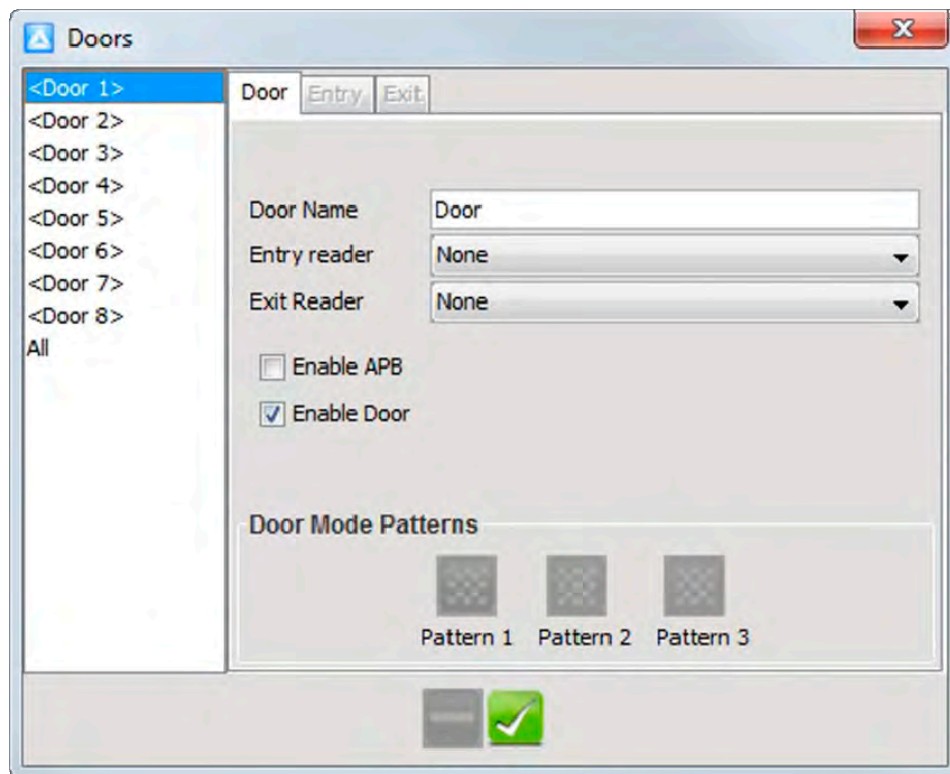 Doors
<Door 1>
<Door 2>
<Door 3>
<Door 4>
<Door 5>
<Door 6>
<Door 7>
<Door 8>
All
Door Entry Exit
Door Name Door
Entry reader None
Exit Reader None
Enable APB
Enable Door
Door Mode Patterns
Pattern 1 Pattern 2 Pattern 3